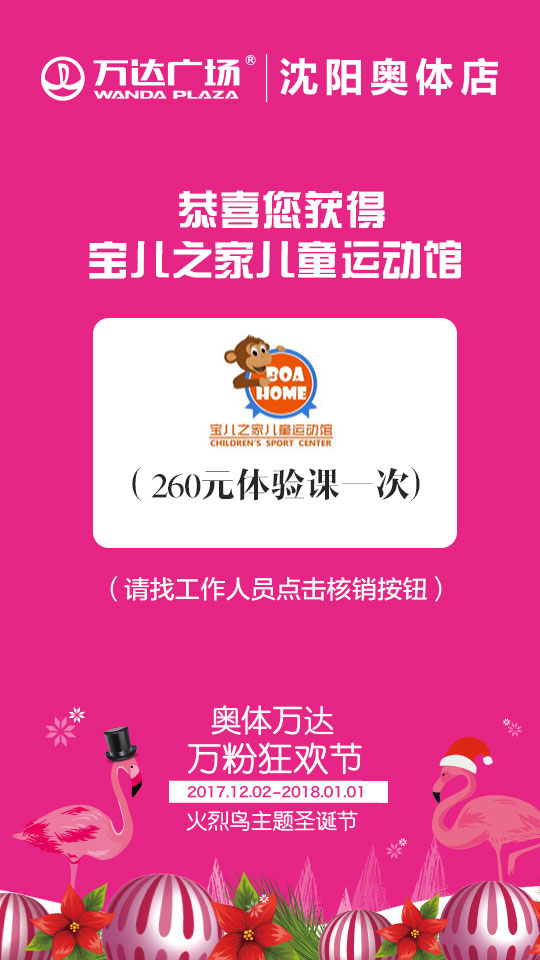 万达广场®
WANDA PLAZA
沈阳奥体店
恭喜您获得
宝儿之家儿童运动馆
BOA
HOME
宝儿之家儿童运动馆
CHILDREN'S SPORT CENTER
（260元体验课一次）
（请找工作人员点击核销按钮）
奥体万达
万粉狂欢节
2017.12.02-2018.01.01
火烈鸟主题圣诞节